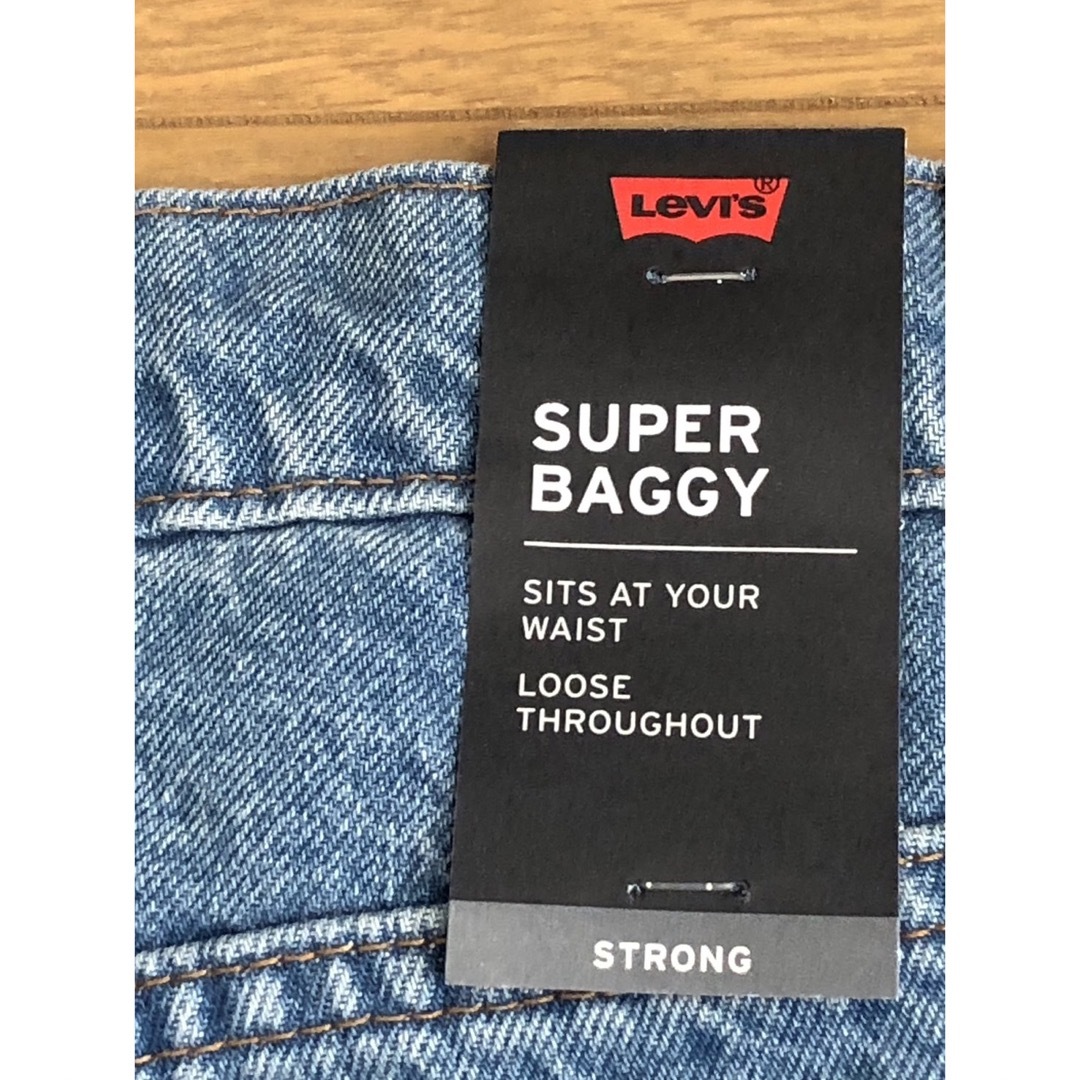 Levi's®
SUPER
BAGGY
SITS AT YOUR
WAIST
LOOSE
THROUGHOUT
STRONG